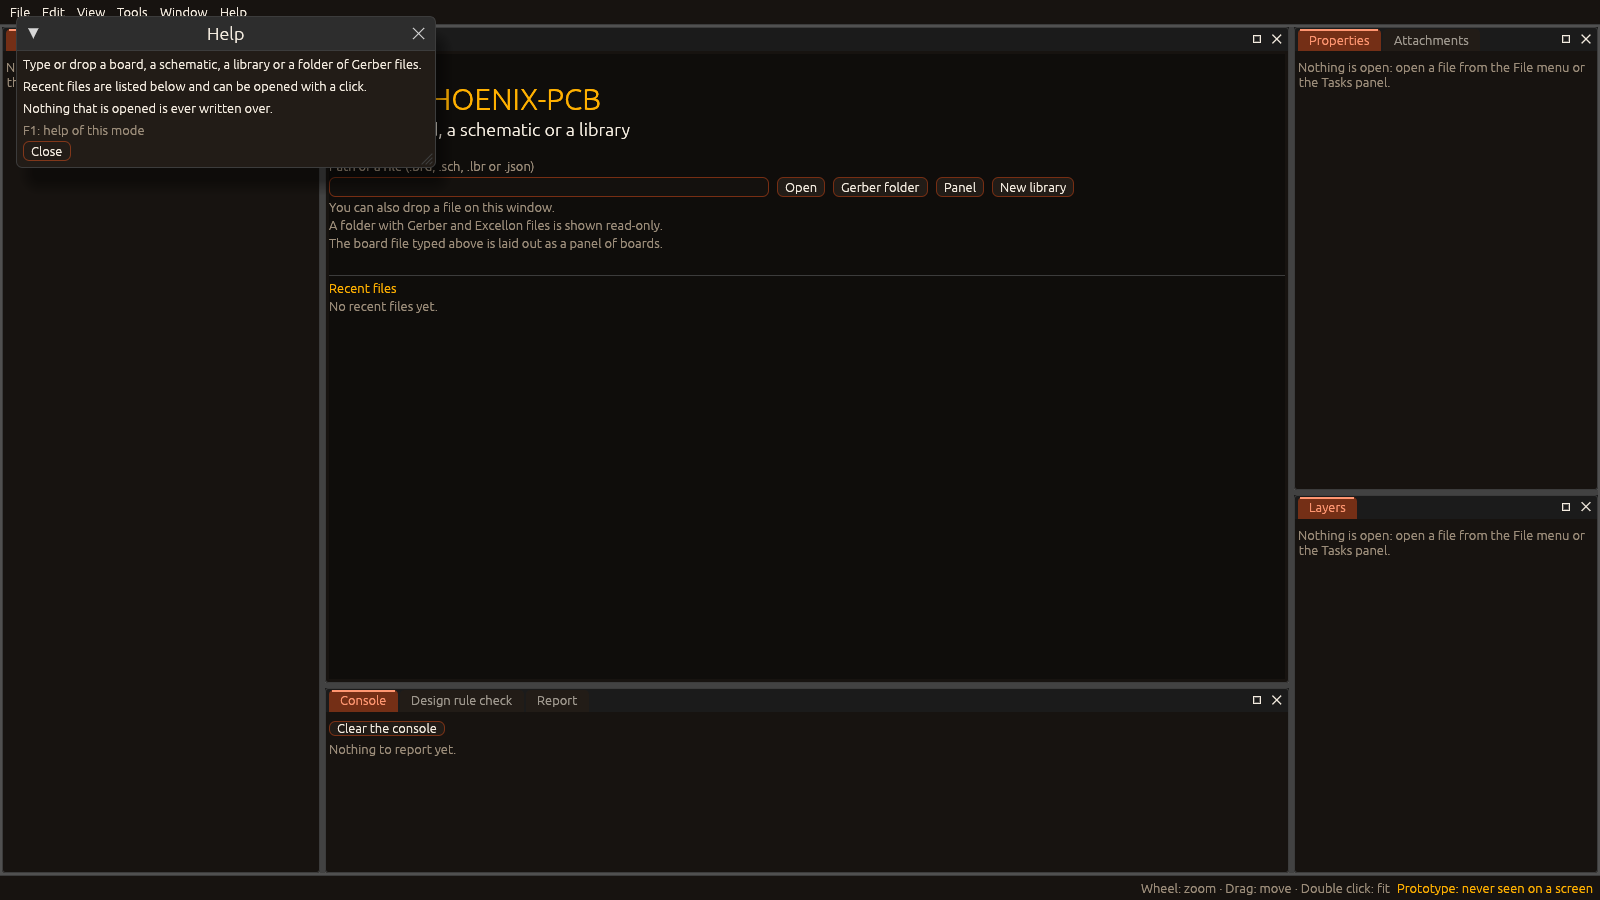 File Edit View Tools Window Help
Help
Type or drop a board, a schematic, a library or a folder of Gerber files.
Recent files are listed below and can be opened with a click.
Nothing that is opened is ever written over.
F1: help of this mode
Close
HOENIX-PCB
, a schematic or a library
Path of a file (.brd, .sch, .lbr or .json)
Open Gerber folder Panel New library
You can also drop a file on this window.
A folder with Gerber and Excellon files is shown read-only.
The board file typed above is laid out as a panel of boards.
Recent files
No recent files yet.
Console Design rule check Report
Clear the console
Nothing to report yet.
Properties Attachments
Nothing is open: open a file from the File menu or
the Tasks panel.
Layers
Nothing is open: open a file from the File menu or
the Tasks panel.
Wheel: zoom · Drag: move · Double click: fit Prototype: never seen on a screen